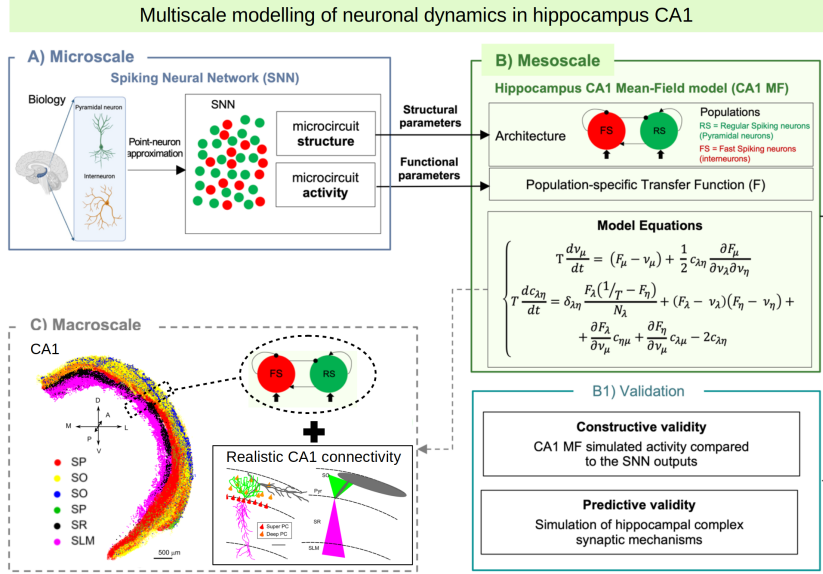 Multiscale modelling of neuronal dynamics in hippocampus CA1
A) Microscale
Spiking Neural Network (SNN)
Biology
Pyramidal neuron
Interneuron
Point-neuron
approximation
SNN
microcircuit
structure
microcircuit
activity
Structural
parameters
Functional
parameters
B) Mesoscale
Hippocampus CA1 Mean-Field model (CA1 MF)
Architecture
FS
RS
Populations
RS = Regular Spiking neurons
(Pyramidal neurons)
FS = Fast Spiking neurons
(interneurons)
Population-specific Transfer Function (F)
Model Equations
T dν_μ/dt = (F_μ − ν_μ) + 1/2 c_λη ∂F_μ/∂ν_λ∂ν_η
T dc_λη/dt = δ_λη F_λ(1/T − F_η)/N_λ + (F_λ − ν_λ)(F_η − ν_η) +
+ ∂F_λ/∂ν_μ c_ημ + ∂F_η/∂ν_μ c_λμ − 2c_λη
B1) Validation
Constructive validity
CA1 MF simulated activity compared
to the SNN outputs
Predictive validity
Simulation of hippocampal complex
synaptic mechanisms
C) Macroscale
CA1
D
A
M
L
P
V
SP
SO
SO
SP
SR
SLM
500 μm
FS
RS
Realistic CA1 connectivity
SO
Pyr
SR
SLM
Super PC
Deep PC